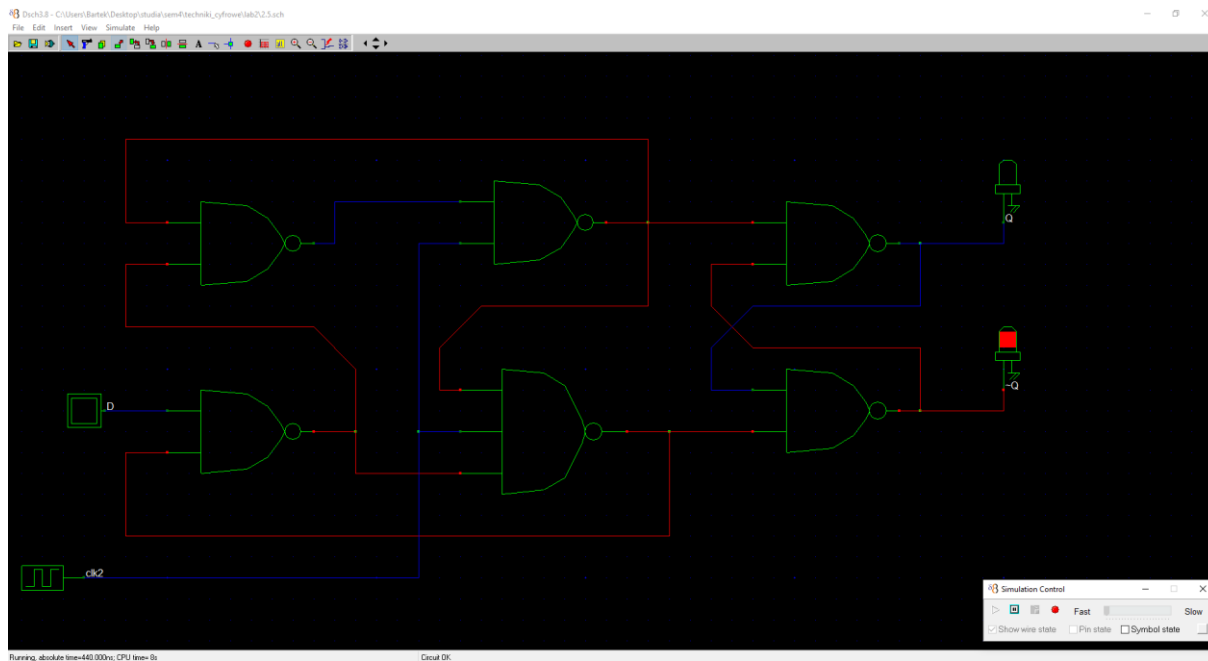 Dsch3.8 - C:\Users\Bartek\Desktop\studia\sem4\techniki_cyfrowe\lab2\2.5.sch
File Edit Insert View Simulate Help
A
Q
D
~Q
clk2
Simulation Control
Fast Slow
Show wire state Pin state Symbol state
Running, absolute time=440.000ns; CPU time= 8s Circuit OK